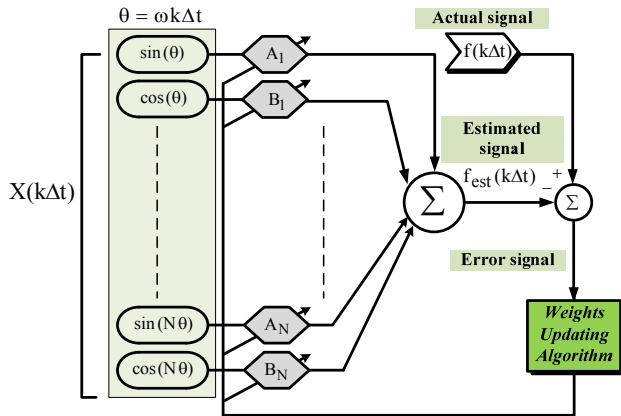 θ = ωkΔt
Actual signal
sin(θ)
A1
f(kΔt)
cos(θ)
B1
Estimated
signal
X(kΔt)
fest(kΔt)
+
−
Σ
Σ
Error signal
sin(Nθ)
AN
Weights
Updating
Algorithm
cos(Nθ)
BN